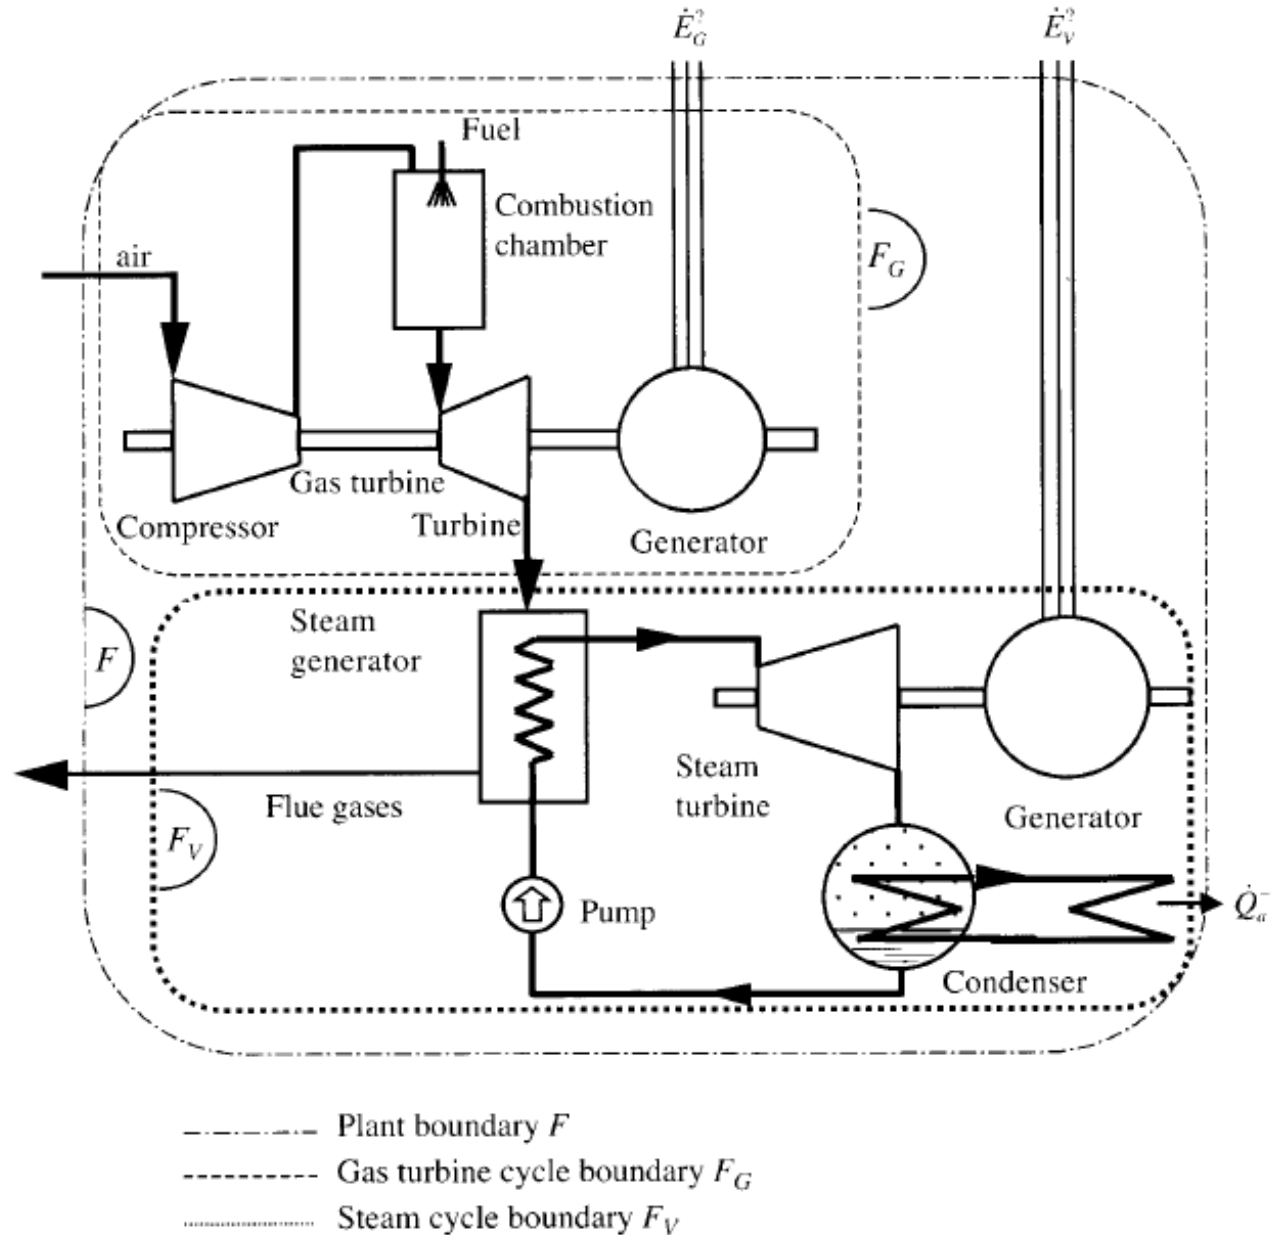 Ė_G^?
Ė_V^?
Fuel
Combustion
chamber
air
F_G
Gas turbine
Compressor
Turbine
Generator
Steam
generator
F
Steam
turbine
Flue gases
Generator
F_V
Pump
Q̇_a^-
Condenser
Plant boundary F
Gas turbine cycle boundary F_G
Steam cycle boundary F_V